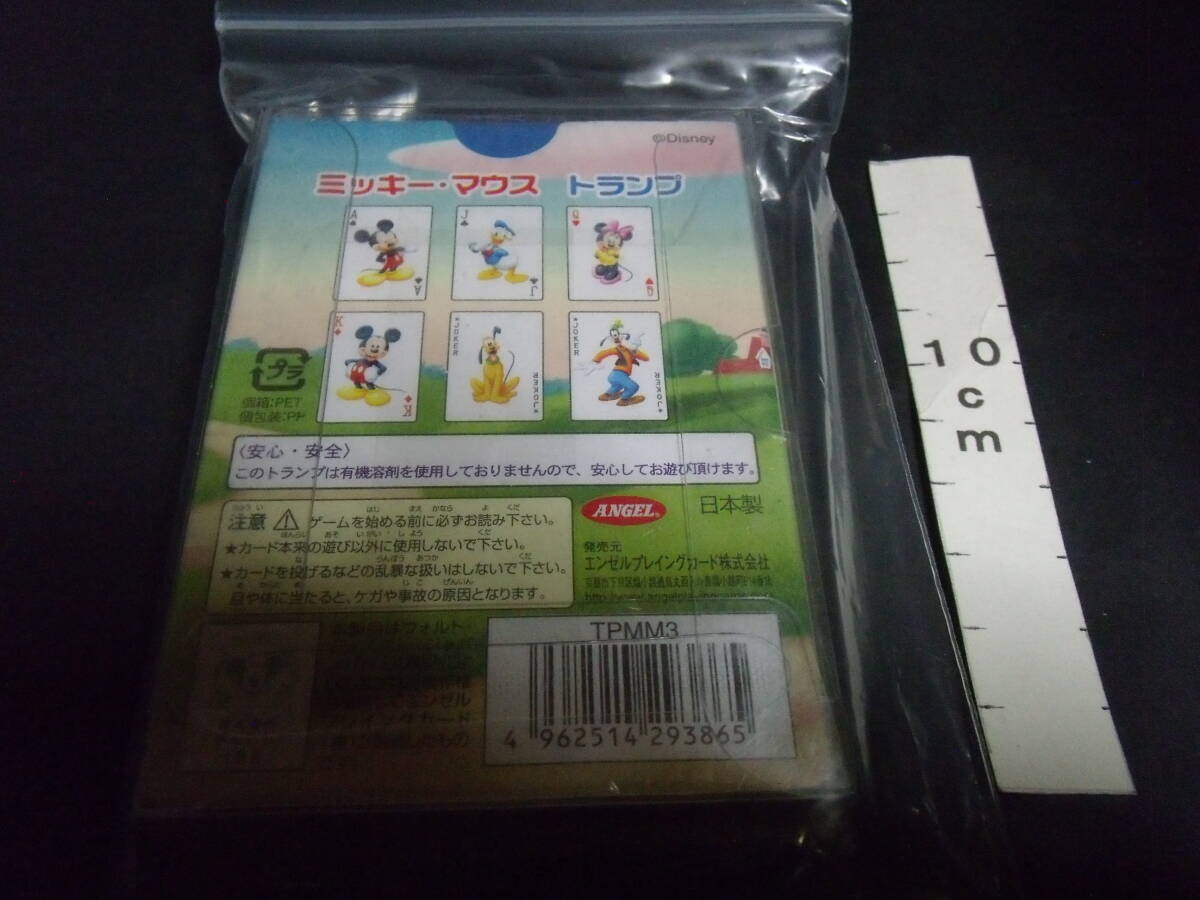 ©Disney
ミッキー・マウス トランプ
A
A
J
J
Q
Q
K
K
JOKER
JOKER
JOKER
JOKER
プラ
個箱:PET
個包装:PP
〈安心・安全〉
このトランプは有機溶剤を使用しておりませんので、安心してお遊び頂けます。
注意 ゲームを始める前に必ずお読み下さい。
★カード本来の遊び以外に使用しないで下さい。
★カードを投げるなどの乱暴な扱いはしないで下さい。
目や体に当たると、ケガや事故の原因となります。
ANGEL
日本製
発売元
エンゼルプレイングカード株式会社
TPMM3
4 962514 293865
10
cm